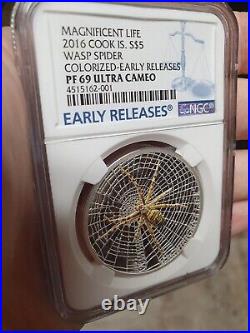 MAGNIFICENT LIFE
2016 COOK IS. S$5
WASP SPIDER
COLORIZED-EARLY RELEASES
PF 69 ULTRA CAMEO
4515162-001
EARLY RELEASES
NGC